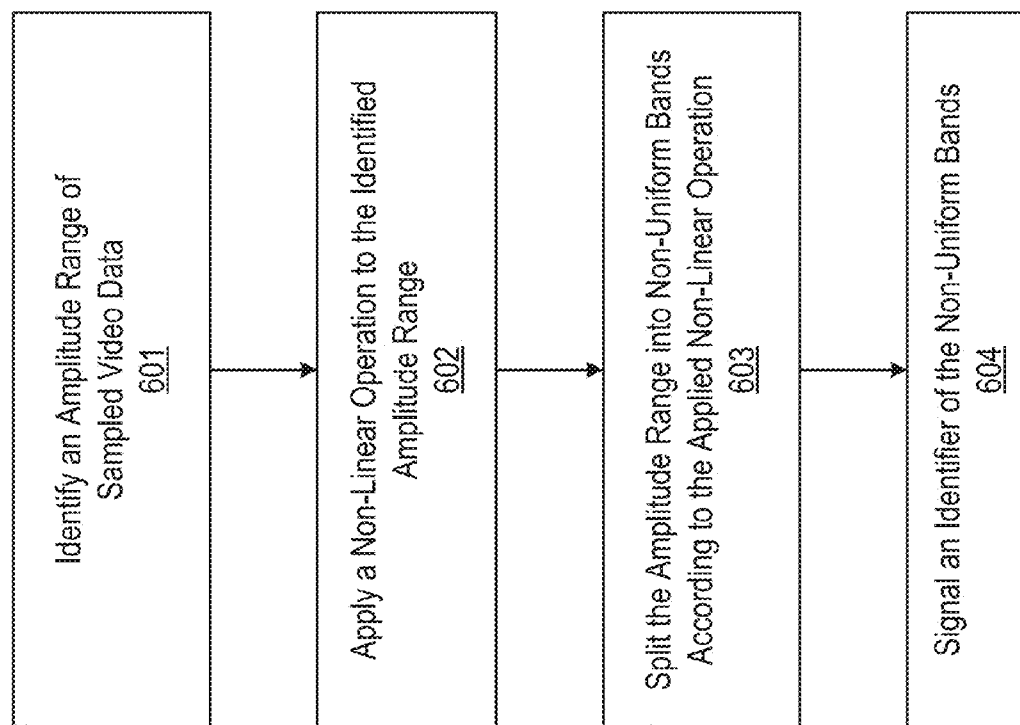 Identify an Amplitude Range of
Sampled Video Data
601
Apply a Non-Linear Operation to the Identified
Amplitude Range
602
Split the Amplitude Range into Non-Uniform Bands
According to the Applied Non-Linear Operation
603
Signal an Identifier of the Non-Uniform Bands
604